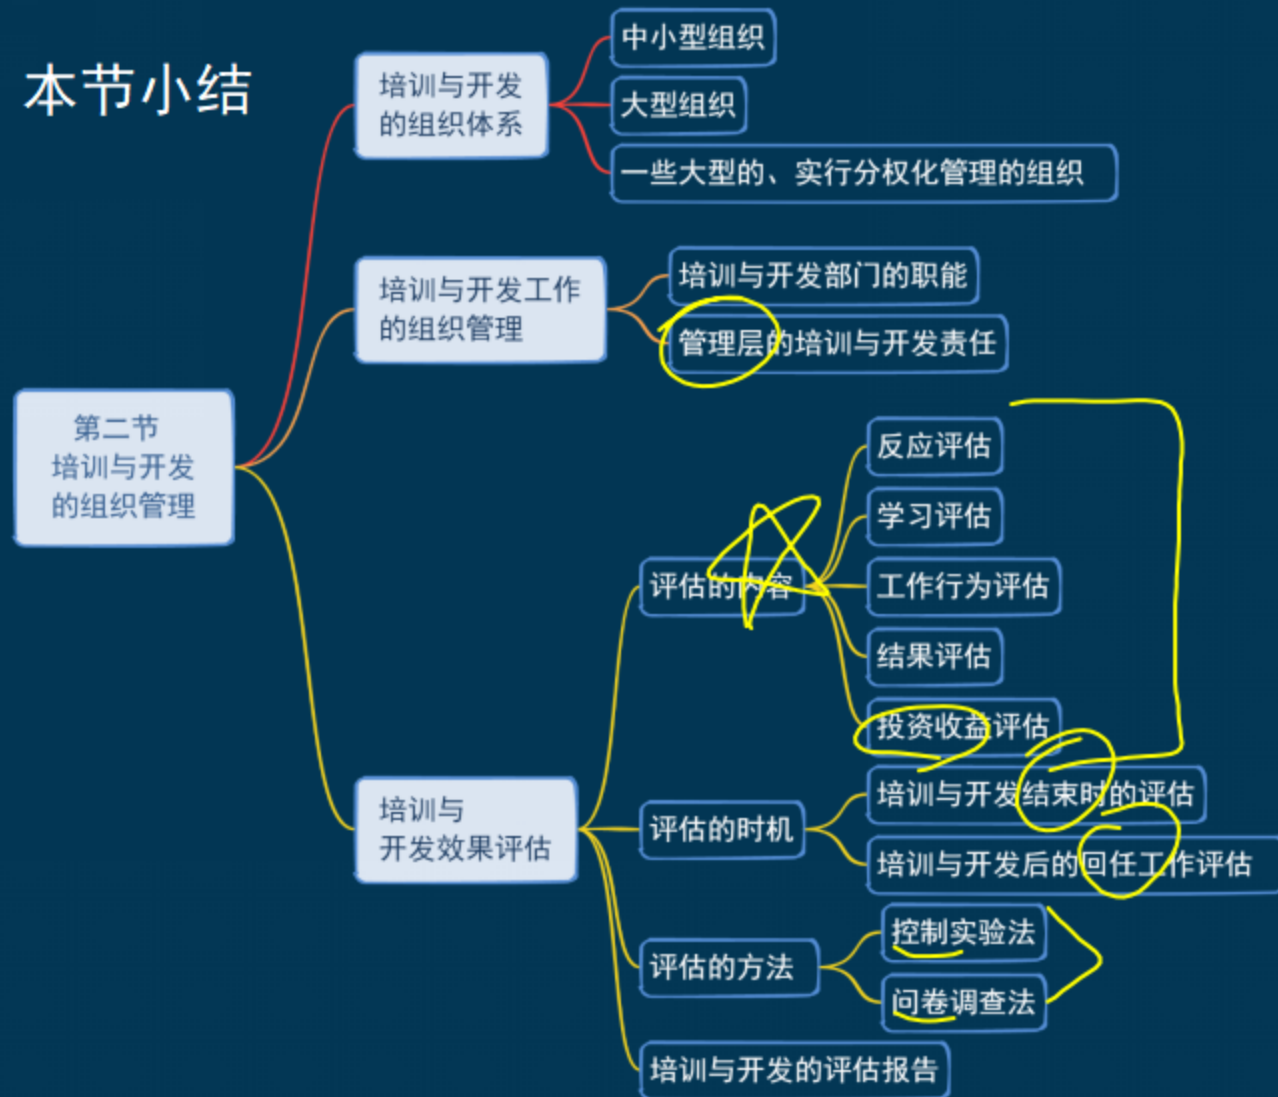 本节小结
第二节
培训与开发
的组织管理
培训与开发
的组织体系
中小型组织
大型组织
一些大型的、实行分权化管理的组织
培训与开发工作
的组织管理
培训与开发部门的职能
管理层的培训与开发责任
培训与
开发效果评估
评估的内容
反应评估
学习评估
工作行为评估
结果评估
投资收益评估
评估的时机
培训与开发结束时的评估
培训与开发后的回任工作评估
评估的方法
控制实验法
问卷调查法
培训与开发的评估报告